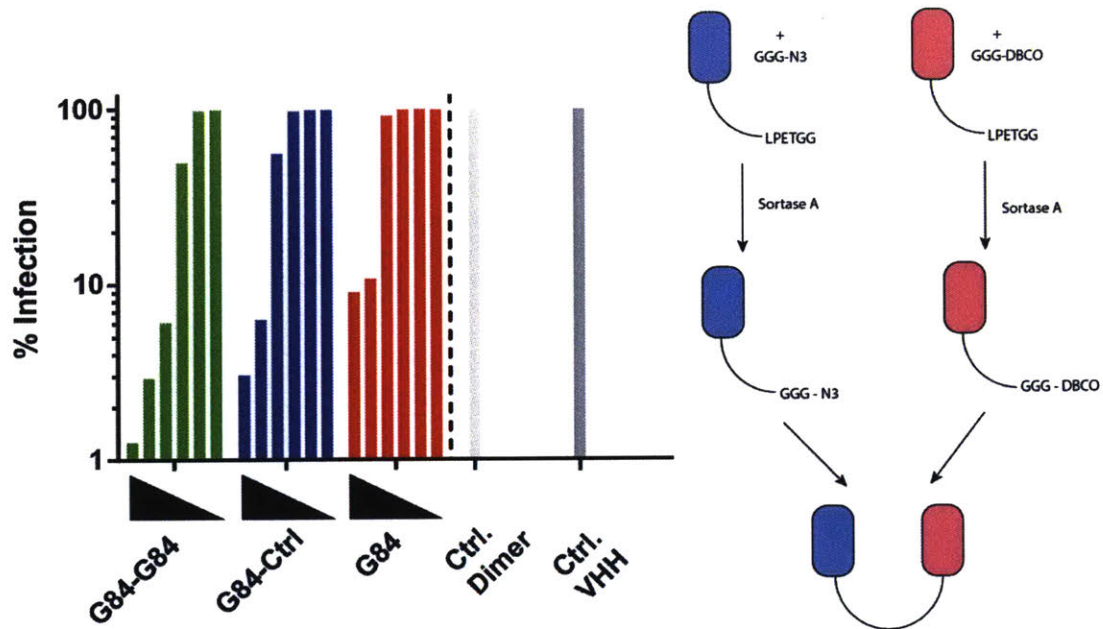 % Infection
100
10
1
G84-G84
G84-Ctrl
G84
Ctrl.
Dimer
Ctrl.
VHH
+
GGG-N3
LPETGG
Sortase A
GGG - N3
+
GGG-DBCO
LPETGG
Sortase A
GGG - DBCO